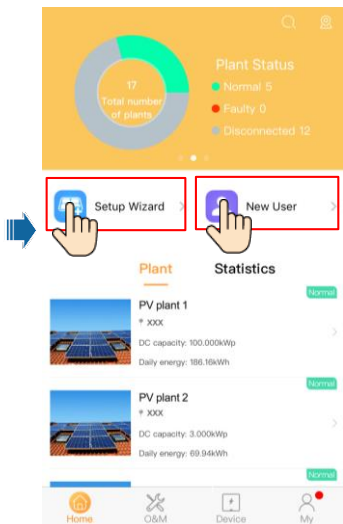 Plant Status
Normal 5
Faulty 0
Disconnected 12
17
Total number
of plants
Setup Wizard
New User
Plant
Statistics
Normal
PV plant 1
XXX
DC capacity: 100.000kWp
Daily energy: 186.16kWh
Normal
PV plant 2
XXX
DC capacity: 3.000kWp
Daily energy: 69.94kWh
Normal
Home
O&M
Device
My